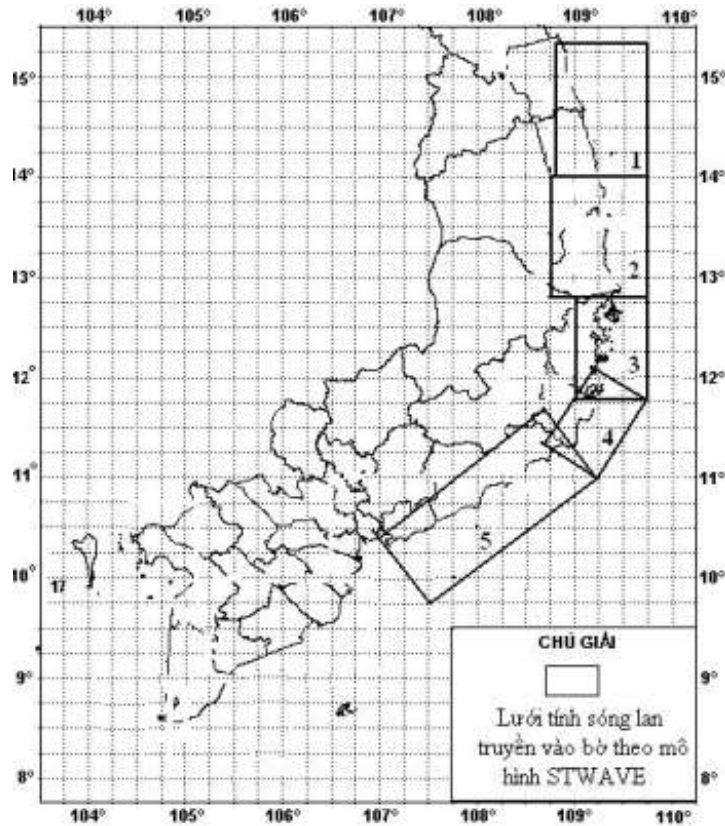 104° 105° 106° 107° 108° 109° 110°
15° 15°
1
14° 14°
2
13° 13°
3
12° 12°
4
11° 11°
5
10° 10°
17
CHÚ GIẢI
9° 9°
Lưới tính sóng lan
truyền vào bờ theo mô
8° hình STWAVE 8°
104° 105° 106° 107° 108° 109° 110°